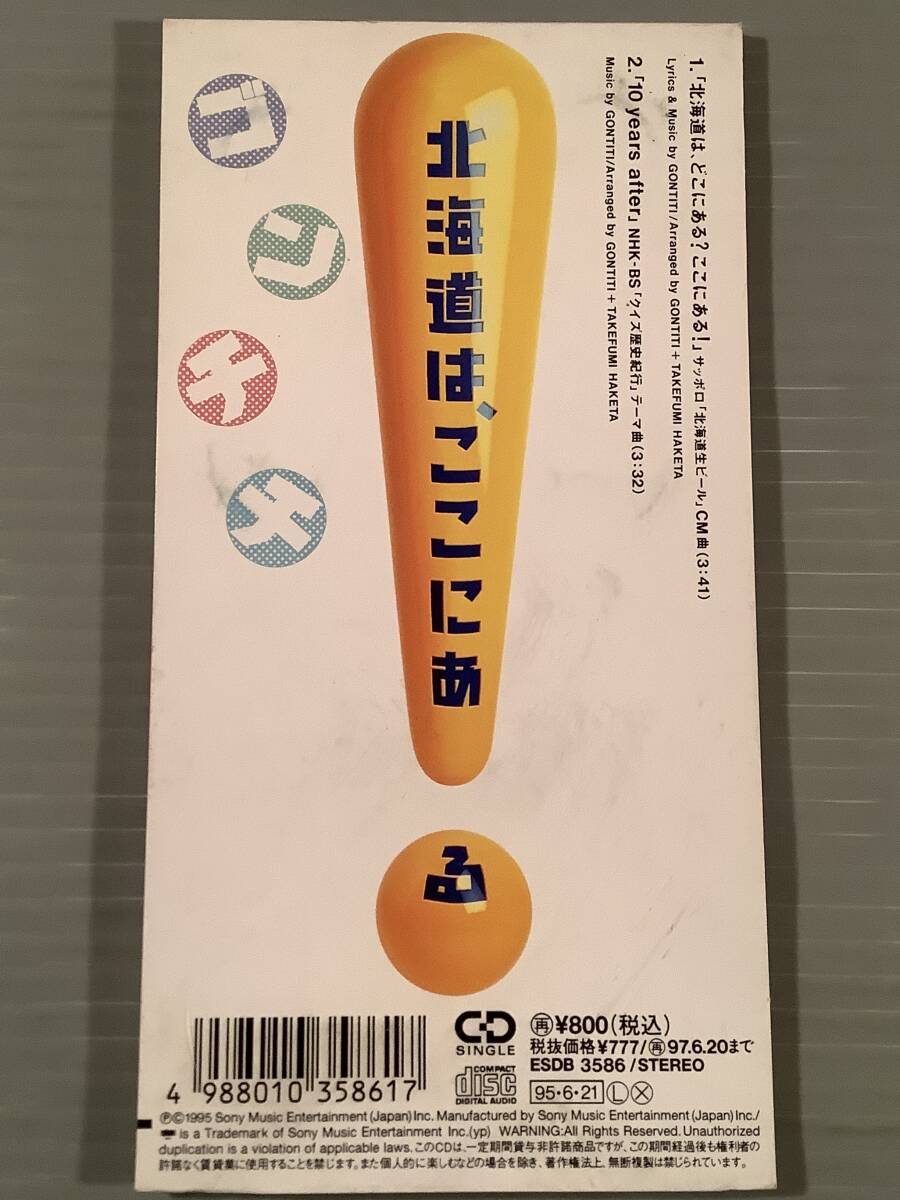 1.「北海道は、どこにある?ここにある!」サッポロ「北海道生ビール」CM曲(3:41)
Lyrics & Music by GONTITI/Arranged by GONTITI + TAKEFUMI HAKETA
2.「10 years after」NHK-BS「クイズ歴史紀行」テーマ曲(3:32)
Music by GONTITI/Arranged by GONTITI + TAKEFUMI HAKETA
北海道は、ここにある
ゴンチチ
4 988010 358617
CD
SINGLE
COMPACT
disc
DIGITAL AUDIO
再¥800(税込)
税抜価格¥777/再97.6.20まで
ESDB 3586/STEREO
95・6・21 L X
℗©1995 Sony Music Entertainment (Japan) Inc. Manufactured by Sony Music Entertainment (Japan) Inc./
is a Trademark of Sony Music Entertainment Inc.(yp) WARNING:All Rights Reserved. Unauthorized
duplication is a violation of applicable laws. このCDは、一定期間貸与非許諾商品ですが、この期間経過後も権利者の
許諾なく賃貸業に使用することを禁じます。また個人的に楽しむなどの場合を除き、著作権法上、無断複製は禁じられています。